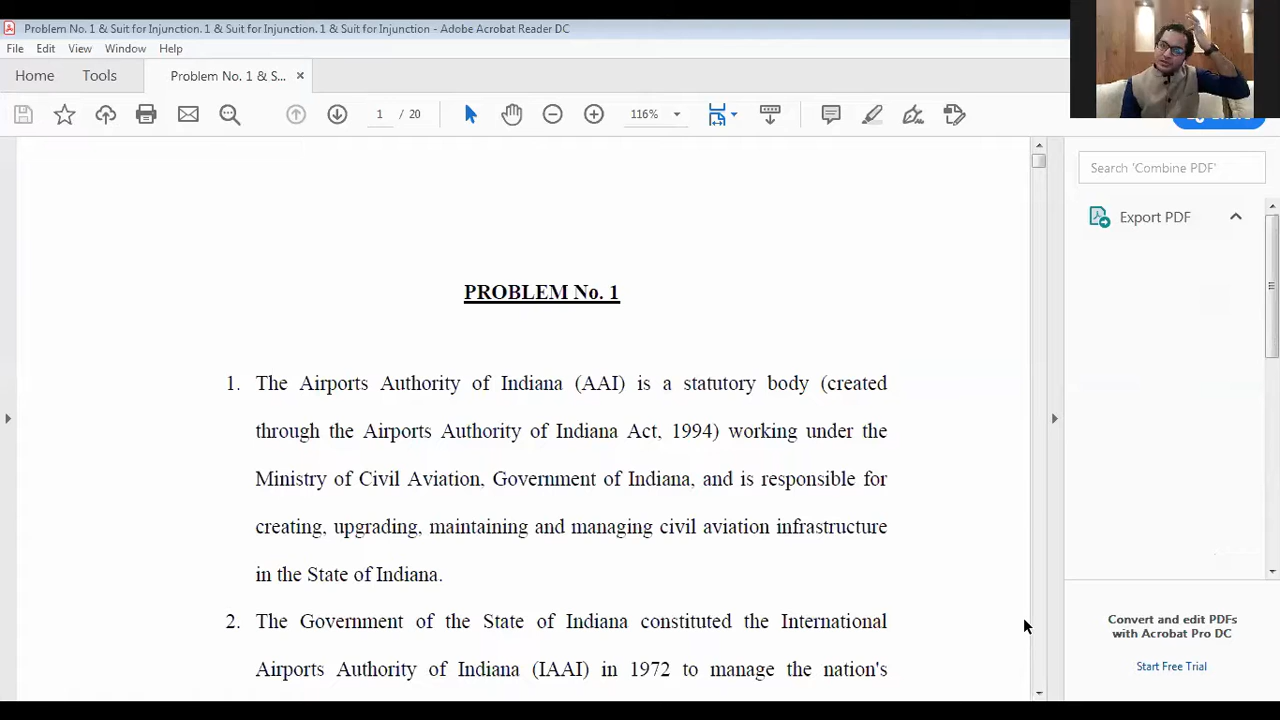 Problem No. 1 & Suit for Injunction. 1 & Suit for Injunction. 1 & Suit for Injunction - Adobe Acrobat Reader DC
File Edit View Window Help
Home Tools Problem No. 1 & S... ×
1 / 20 116%
Search 'Combine PDF'
Export PDF
PROBLEM No. 1
1. The Airports Authority of Indiana (AAI) is a statutory body (created
through the Airports Authority of Indiana Act, 1994) working under the
Ministry of Civil Aviation, Government of Indiana, and is responsible for
creating, upgrading, maintaining and managing civil aviation infrastructure
in the State of Indiana.
2. The Government of the State of Indiana constituted the International
Airports Authority of Indiana (IAAI) in 1972 to manage the nation's
Convert and edit PDFs
with Acrobat Pro DC
Start Free Trial